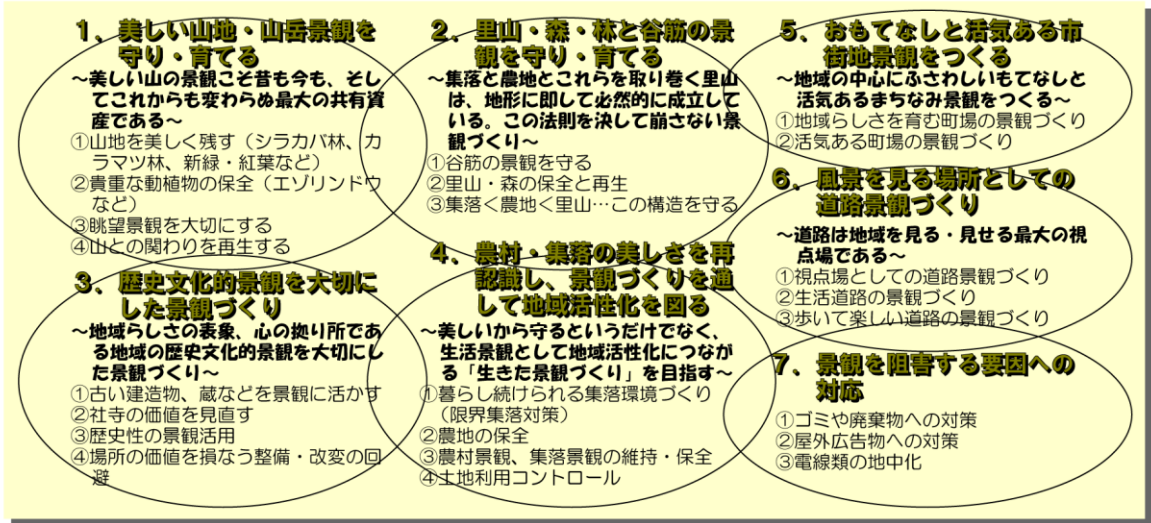 1、美しい山地・山岳景観を
守り・育てる
～美しい山の景観こそ昔も今も、そし
てこれからも変わらぬ最大の共有資
産である～
①山地を美しく残す（シラカバ林、カ
ラマツ林、新緑・紅葉など）
②貴重な動植物の保全（エゾリンドウ
など）
③眺望景観を大切にする
④山との関わりを再生する
2、里山・森・林と谷筋の景
観を守り・育てる
～集落と農地とこれらを取り巻く里山
は、地形に即して必然的に成立して
いる。この法則を決して崩さない景
観づくり～
①谷筋の景観を守る
②里山・森の保全と再生
③集落く農地く里山…この構造を守る
3、歴史文化的景観を大切に
した景観づくり
～地域らしさの表象、心の拠り所であ
る地域の歴史文化的景観を大切にし
た景観づくり～
①古い建造物、蔵などを景観に活かす
②社寺の価値を見直す
③歴史性の景観活用
④場所の価値を損なう整備・改変の回
避
4、農村・集落の美しさを再
認識し、景観づくりを通
して地域活性化を図る
～美しいから守るというだけでなく、
生活景観として地域活性化につなが
る「生きた景観づくり」を目指す～
①暮らし続けられる集落環境づくり
（限界集落対策）
②農地の保全
③農村景観、集落景観の維持・保全
④土地利用コントロール
5、おもてなしと活気ある市
街地景観をつくる
～地域の中心にふさわしいもてなしと
活気あるまちなみ景観をつくる～
①地域らしさを育む町場の景観づくり
②活気ある町場の景観づくり
6、風景を見る場所としての
道路景観づくり
～道路は地域を見る・見せる最大の視
点場である～
①視点場としての道路景観づくり
②生活道路の景観づくり
③歩いて楽しい道路の景観づくり
7、景観を阻害する要因への
対応
①ゴミや廃棄物への対策
②屋外広告物への対策
③電線類の地中化